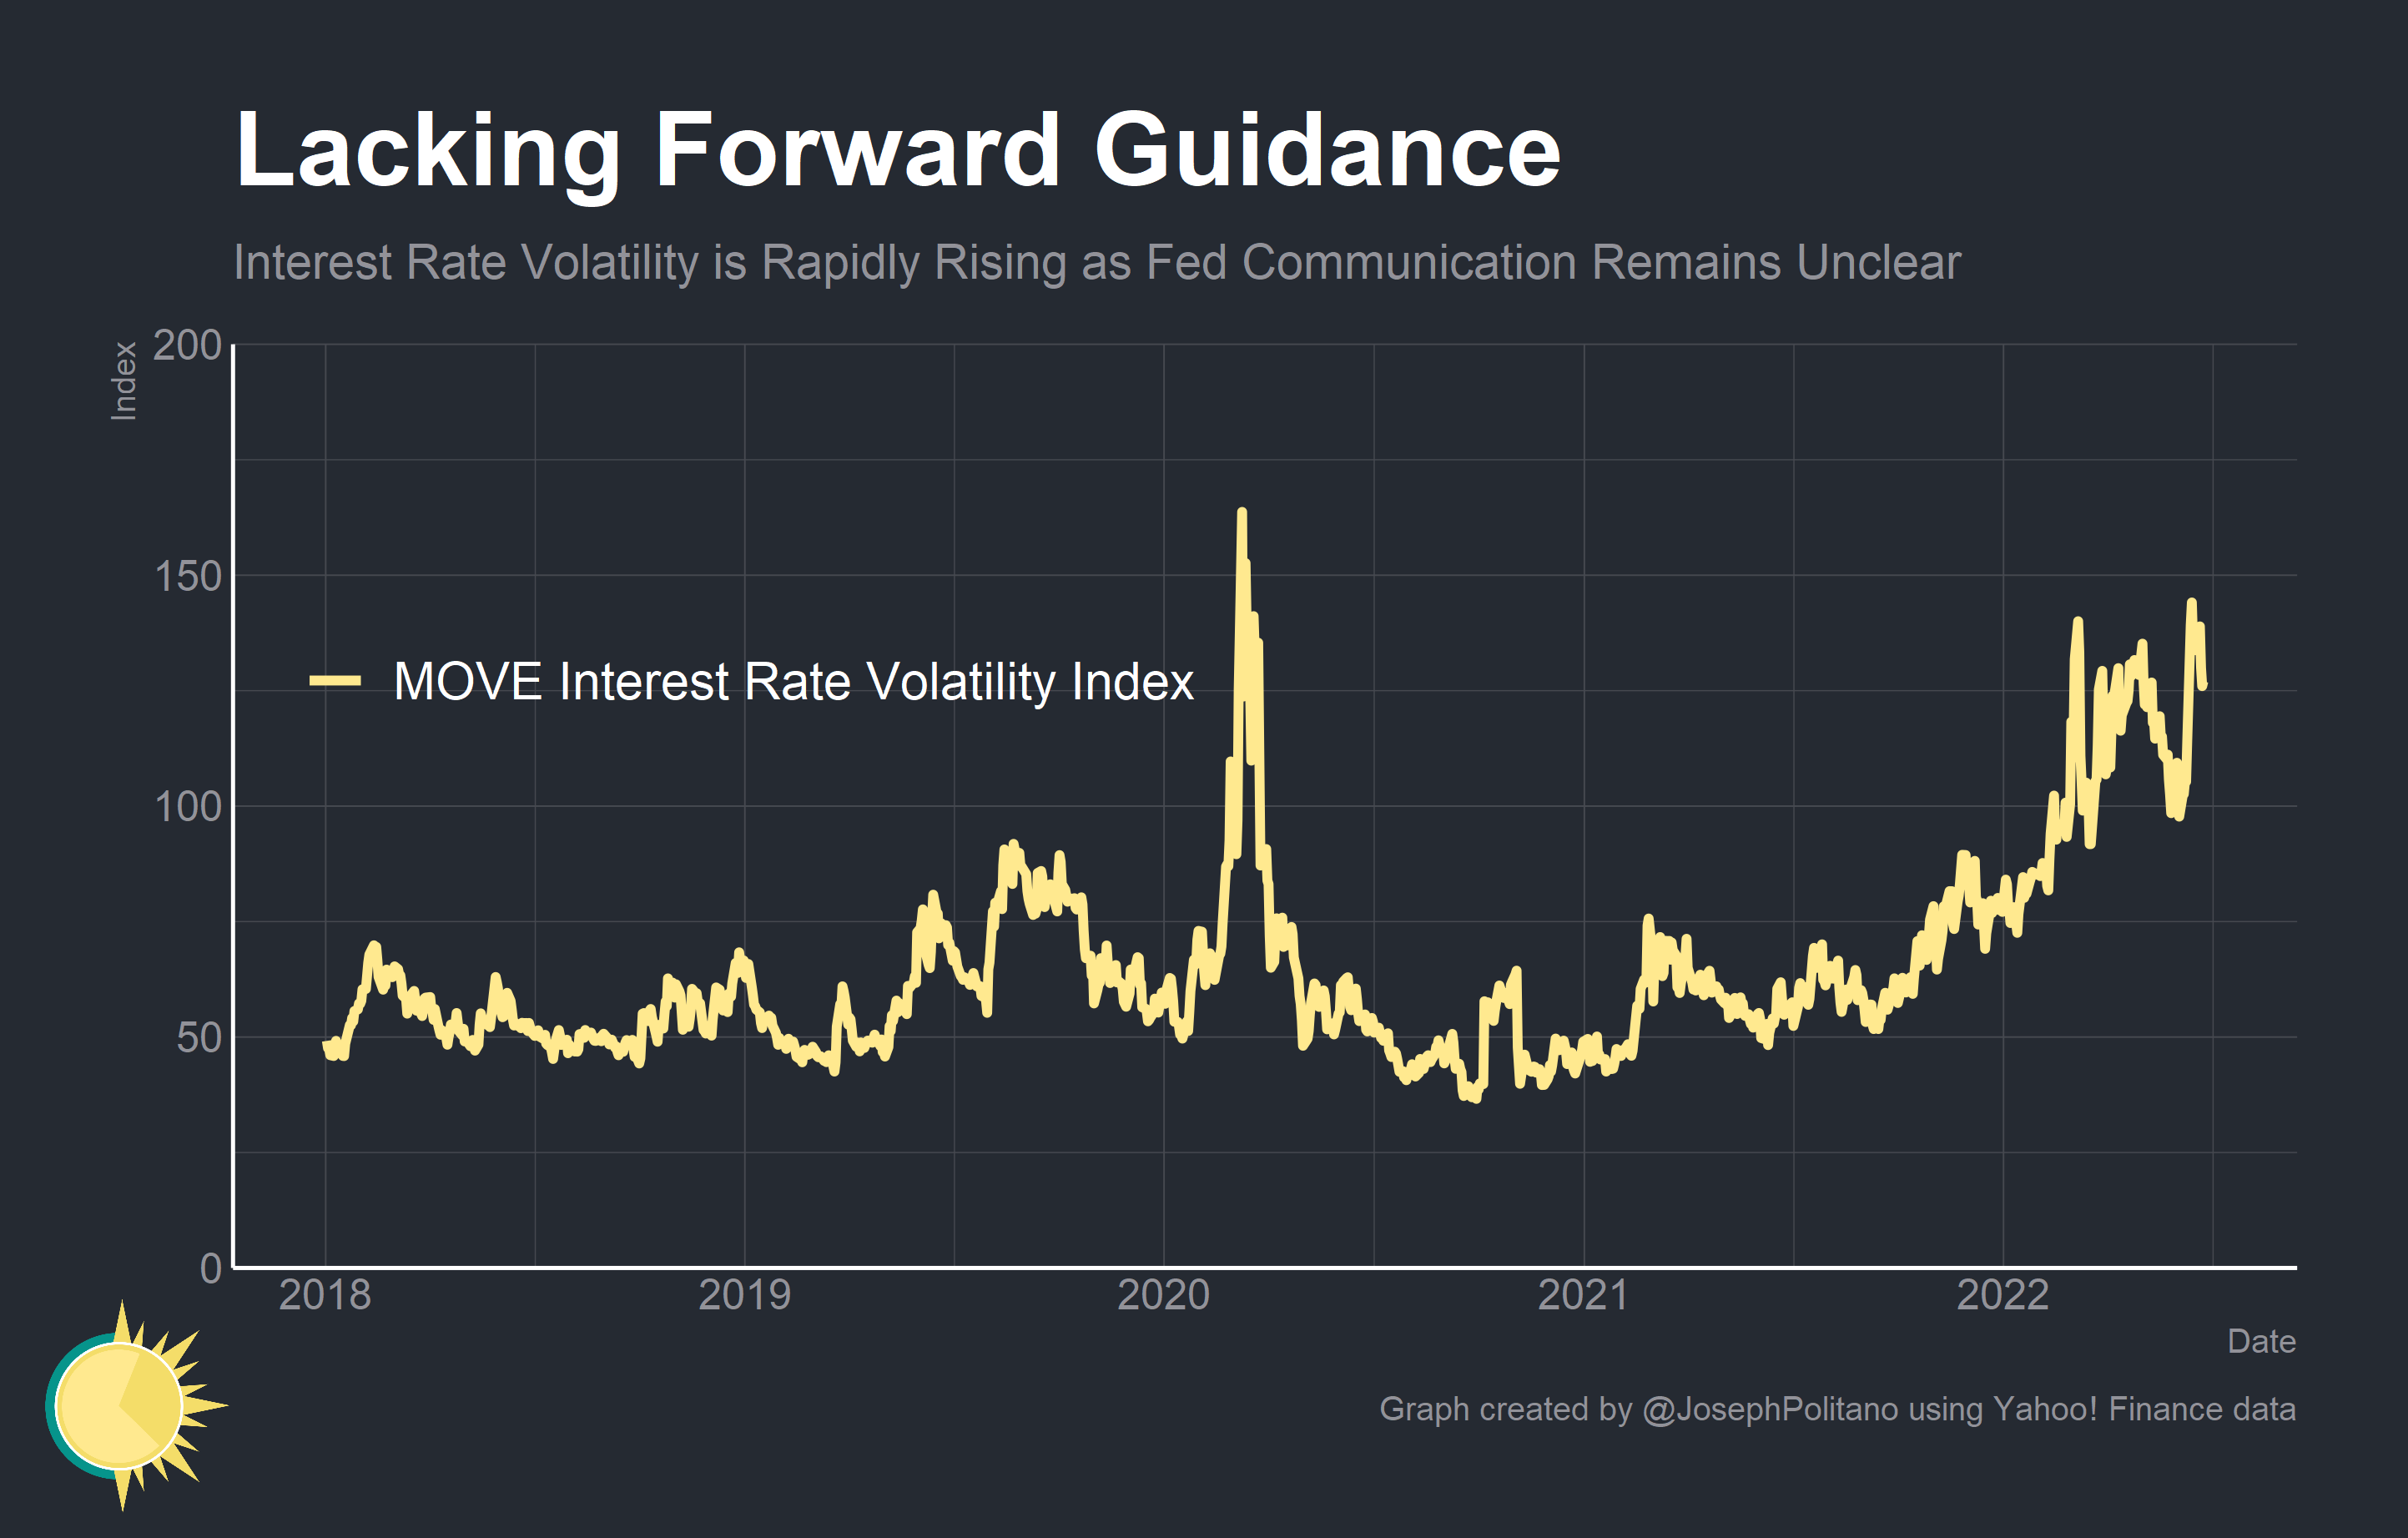 Lacking Forward Guidance
Interest Rate Volatility is Rapidly Rising as Fed Communication Remains Unclear
Index
200
150
100
50
0
MOVE Interest Rate Volatility Index
2018 2019 2020 2021 2022
Date
Graph created by @JosephPolitano using Yahoo! Finance data